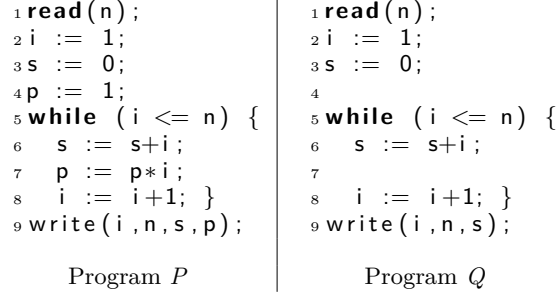 1 read(n);
2 i := 1;
3 s := 0;
4 p := 1;
5 while (i <= n) {
6 s := s+i;
7 p := p*i;
8 i := i+1; }
9 write(i,n,s,p);
Program P
1 read(n);
2 i := 1;
3 s := 0;
4
5 while (i <= n) {
6 s := s+i;
7
8 i := i+1; }
9 write(i,n,s);
Program Q